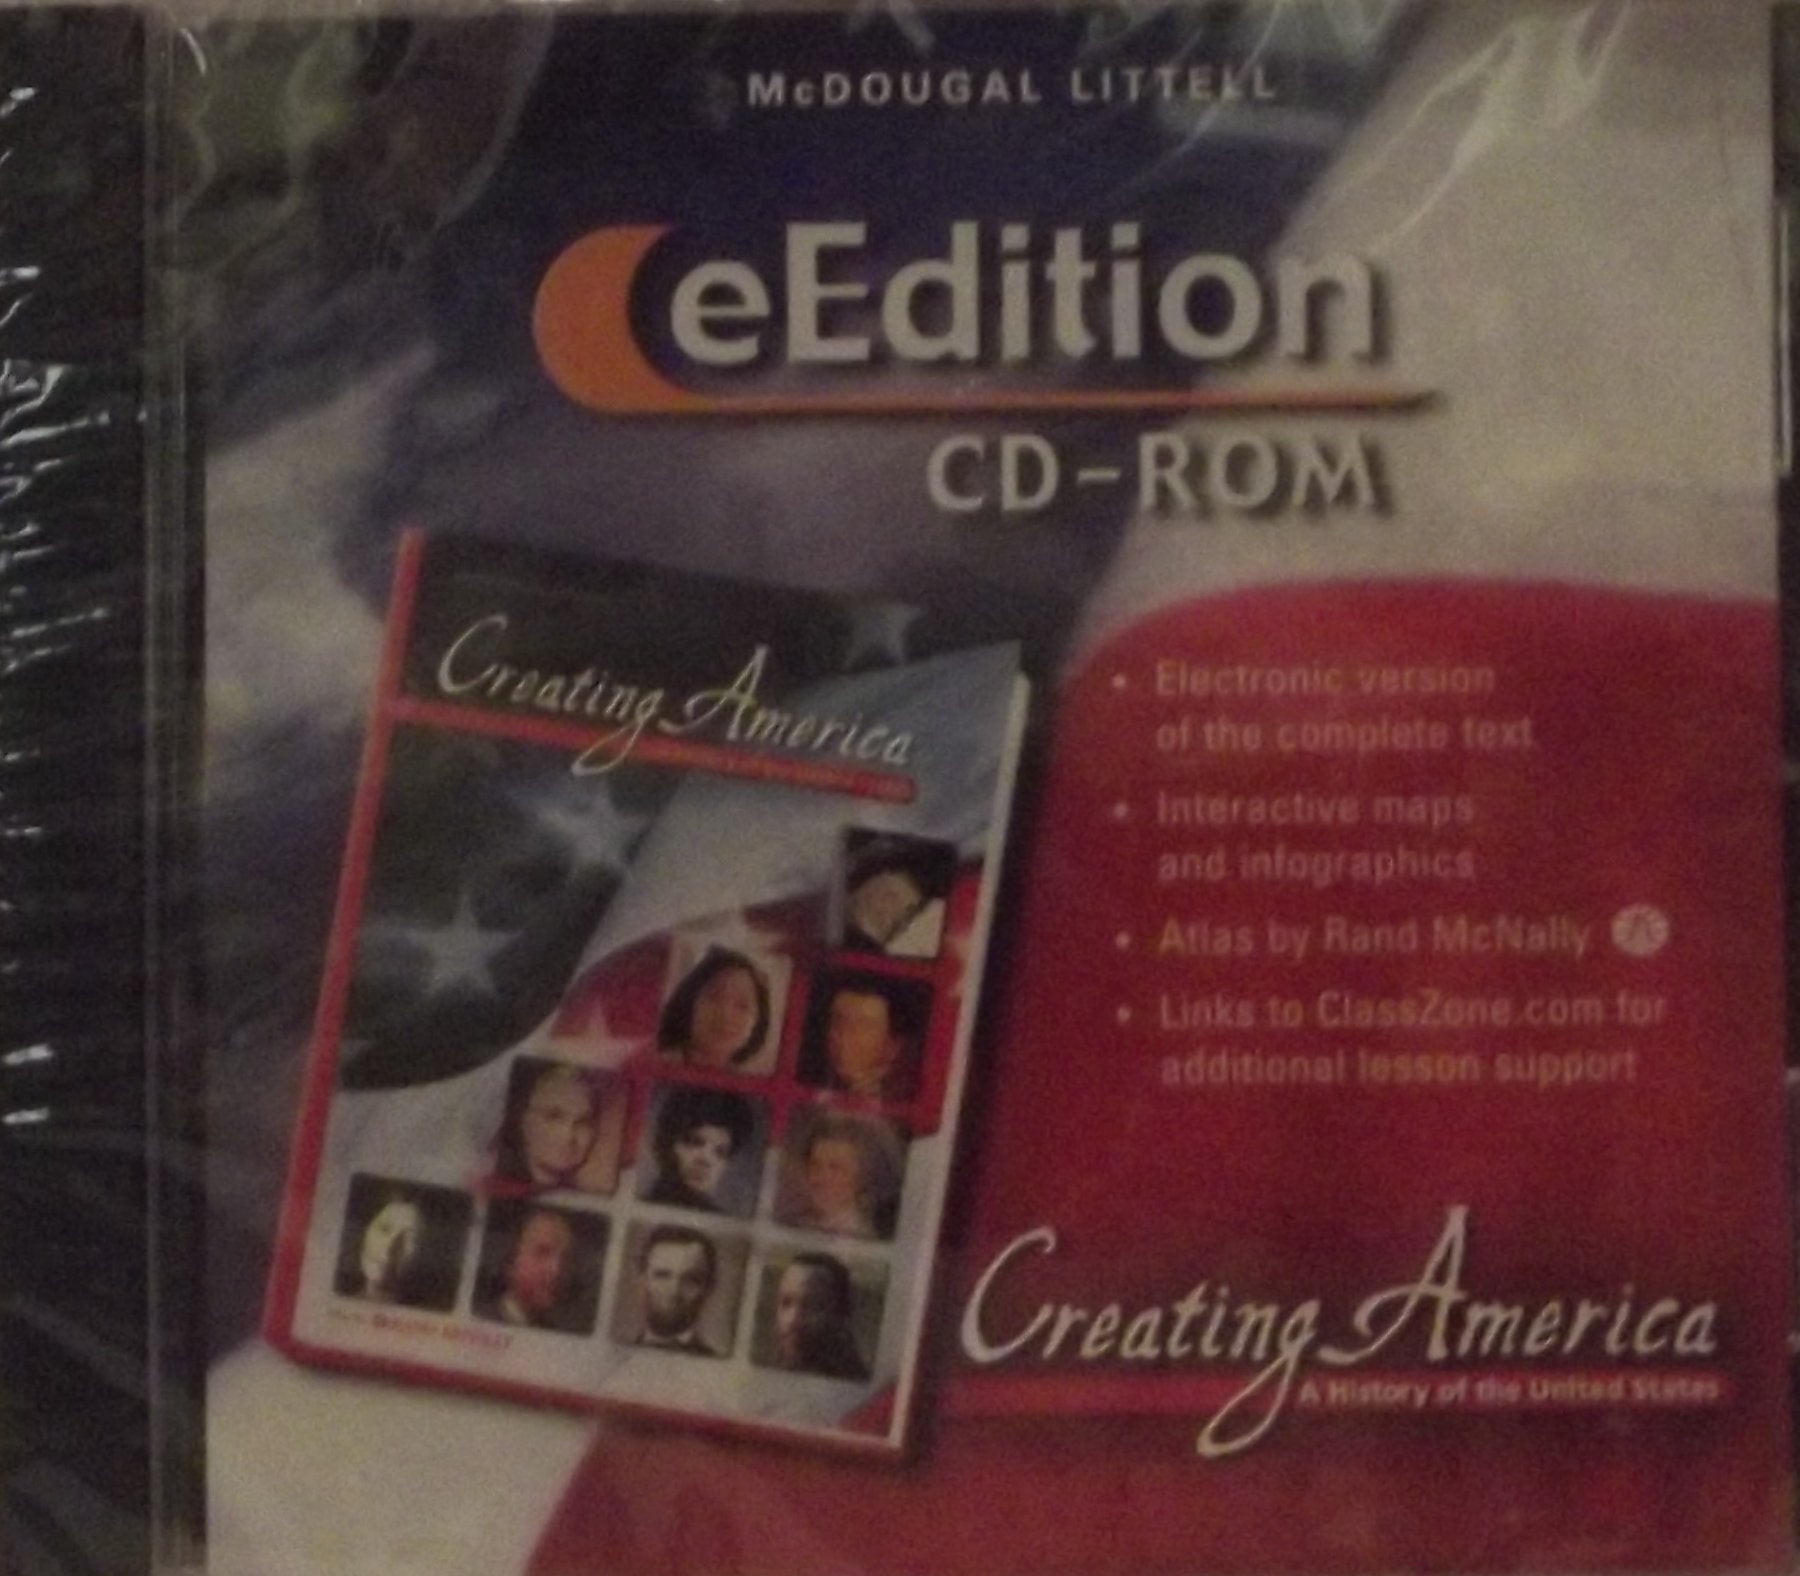 McDOUGAL LITTELL
eEdition
CD-ROM
Creating America
• Electronic version
of the complete text
• Interactive maps
and infographics
• Atlas by Rand McNally
• Links to ClassZone.com for
additional lesson support
Creating America
A History of the United States